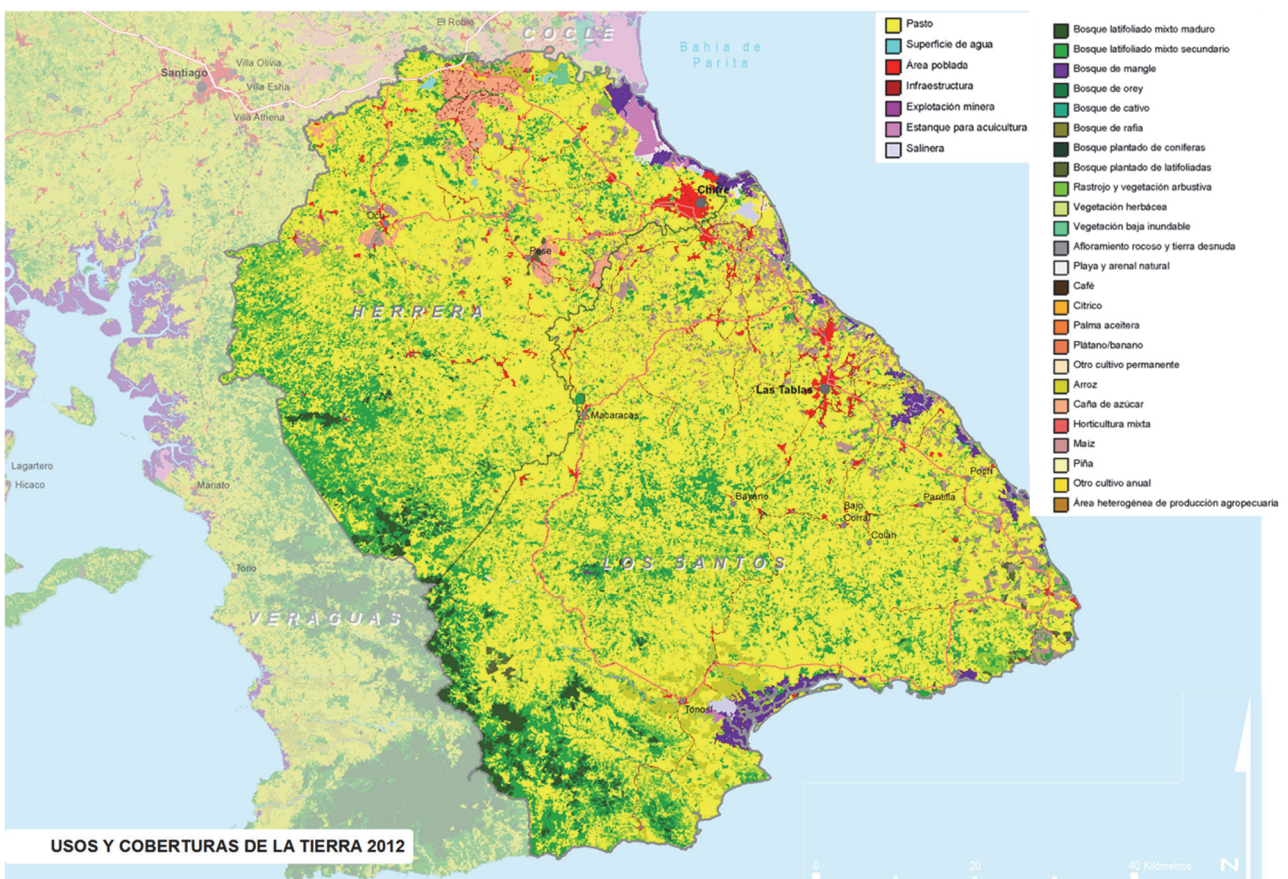 El Roble
COCLE
Bahía de
Parita
Santiago
Villa Olivia
Villa Esha
Villa Athena
Chitre
Ocú
Pese
HERRERA
Las Tablas
Macaracas
Lagartero
Hicaco
Mariato
Pocrí
Bayano
Paritilla
Bajo
Corral
Colán
LOS SANTOS
Torio
VERAGUAS
Tonosí
Pasto
Superficie de agua
Área poblada
Infraestructura
Explotación minera
Estanque para acuicultura
Salinera
Bosque latifoliado mixto maduro
Bosque latifoliado mixto secundario
Bosque de mangle
Bosque de orey
Bosque de cativo
Bosque de rafia
Bosque plantado de coníferas
Bosque plantado de latifoliadas
Rastrojo y vegetación arbustiva
Vegetación herbácea
Vegetación baja inundable
Afloramiento rocoso y tierra desnuda
Playa y arenal natural
Café
Cítrico
Palma aceitera
Plátano/banano
Otro cultivo permanente
Arroz
Caña de azúcar
Horticultura mixta
Maíz
Piña
Otro cultivo anual
Área heterogénea de producción agropecuaria
USOS Y COBERTURAS DE LA TIERRA 2012
0 20 40 Kilómetros
N